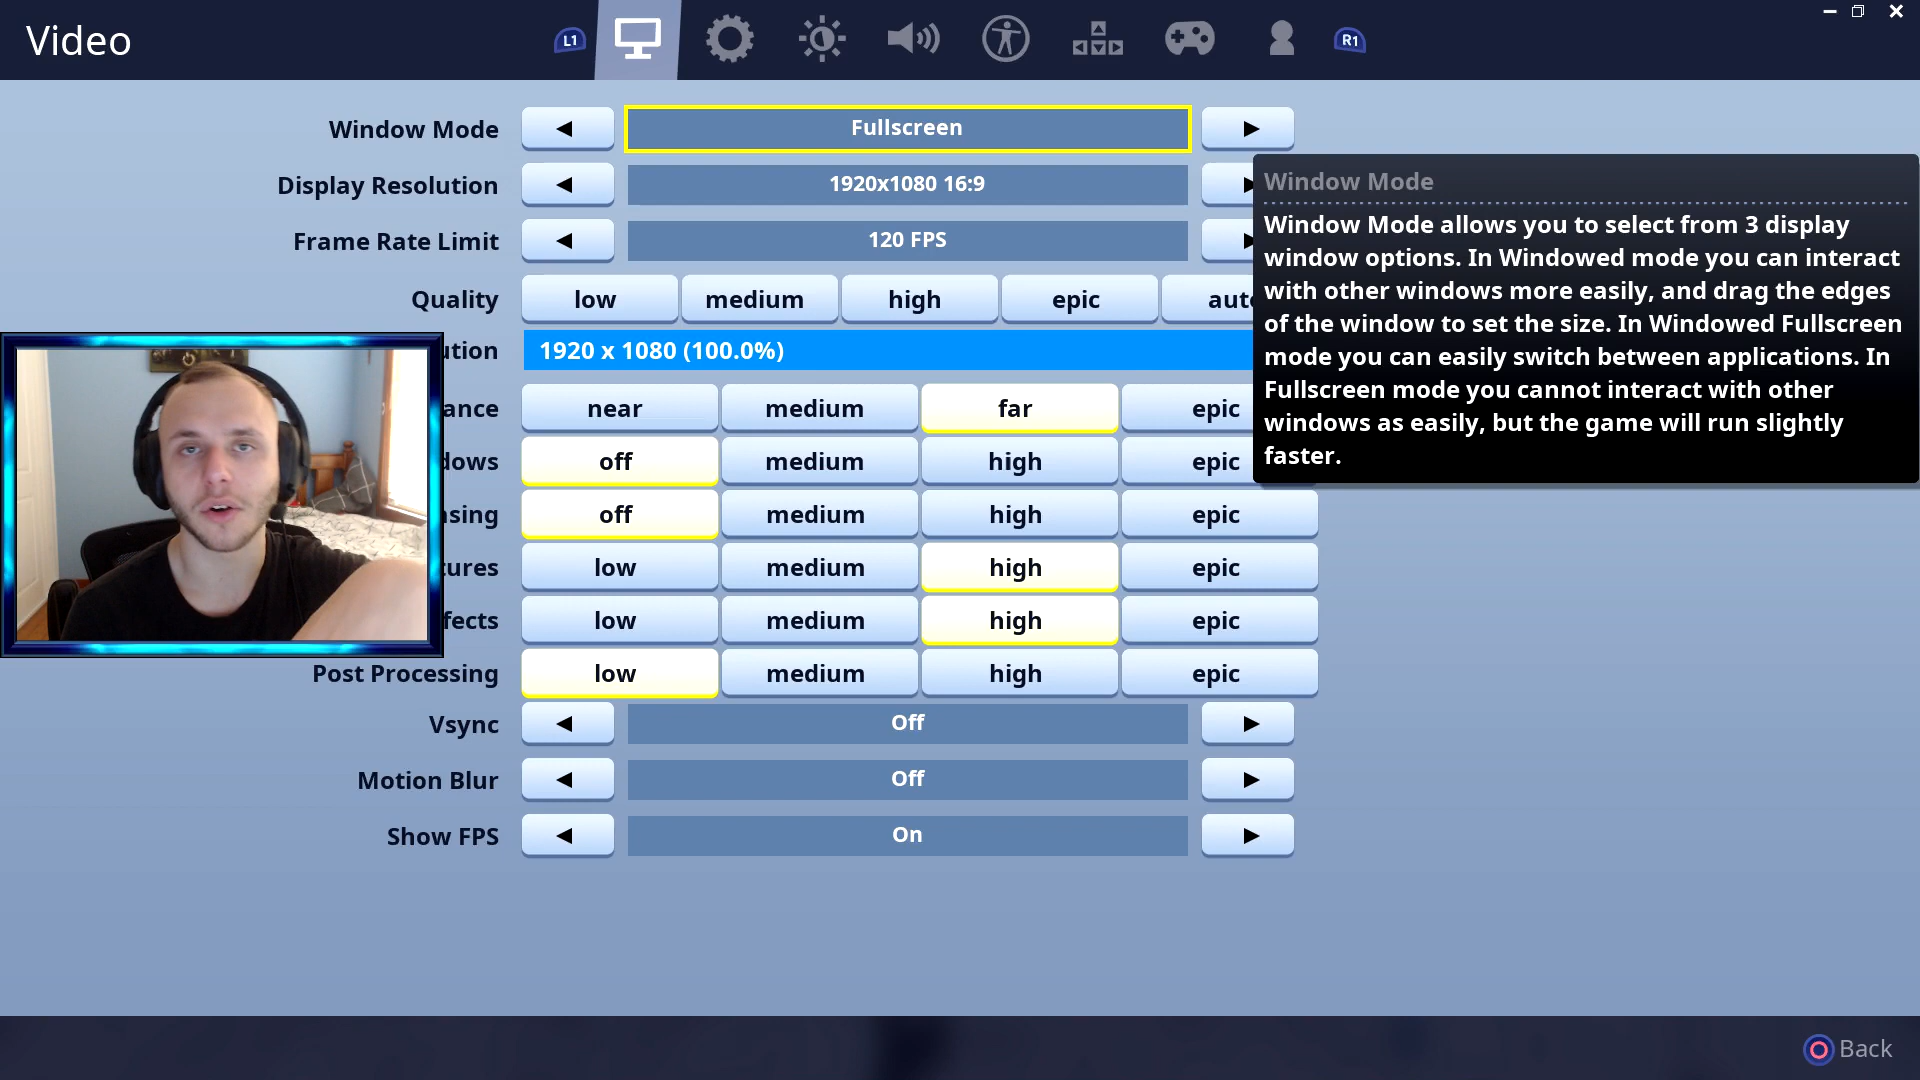 Video
L1
R1
Window Mode
Fullscreen
Display Resolution
1920x1080 16:9
Frame Rate Limit
120 FPS
Quality
low medium high epic auto
ution
1920 x 1080 (100.0%)
ance
near medium far epic
dows
off medium high epic
sing
off medium high epic
tures
low medium high epic
fects
low medium high epic
Post Processing
low medium high epic
Vsync
Off
Motion Blur
Off
Show FPS
On
Window Mode
Window Mode allows you to select from 3 display
window options. In Windowed mode you can interact
with other windows more easily, and drag the edges
of the window to set the size. In Windowed Fullscreen
mode you can easily switch between applications. In
Fullscreen mode you cannot interact with other
windows as easily, but the game will run slightly
faster.
Back